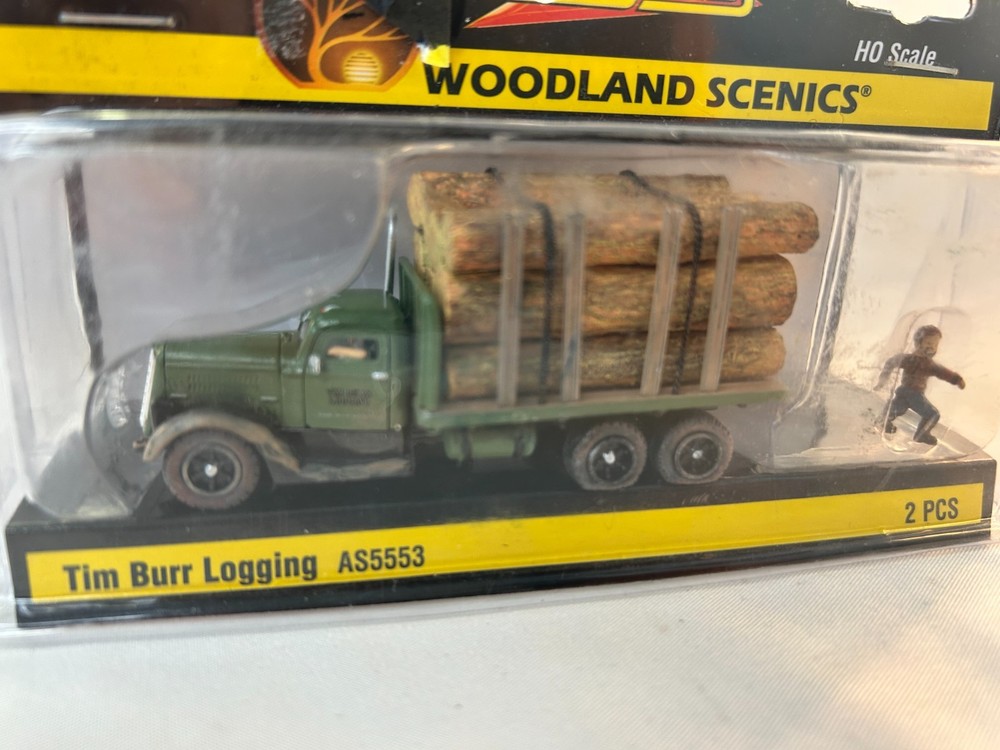 HO Scale
WOODLAND SCENICS®
2 PCS
Tim Burr Logging AS5553